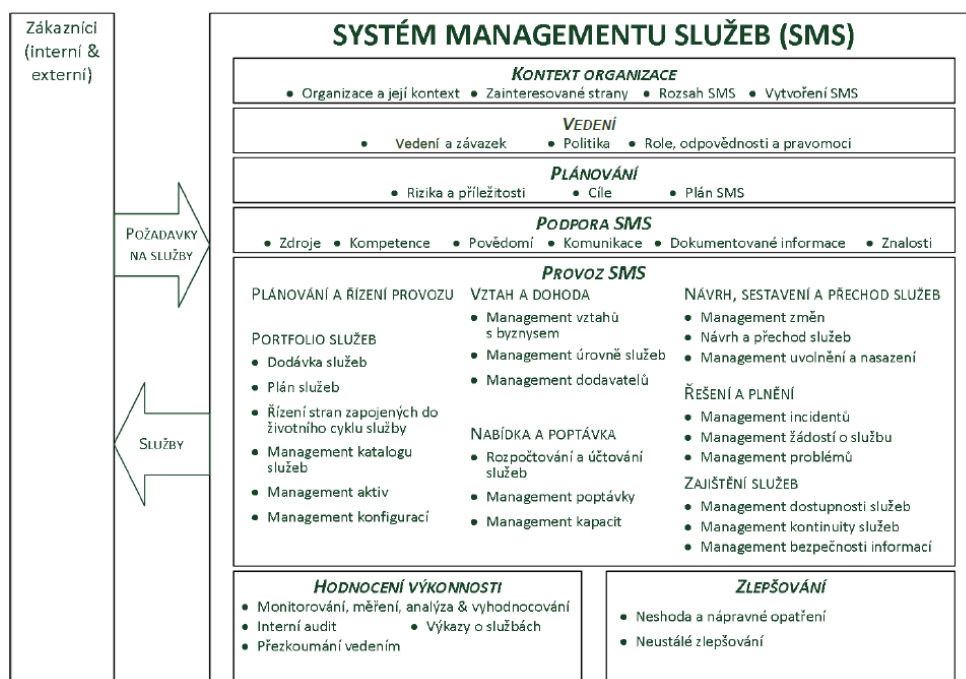 Zákazníci
(interní &
externí)
POŽADAVKY
NA SLUŽBY
SLUŽBY
SYSTÉM MANAGEMENTU SLUŽEB (SMS)
KONTEXT ORGANIZACE
• Organizace a její kontext • Zainteresované strany • Rozsah SMS • Vytvoření SMS
VEDENÍ
• Vedení a závazek • Politika • Role, odpovědnosti a pravomoci
PLÁNOVÁNÍ
• Rizika a příležitosti • Cíle • Plán SMS
PODPORA SMS
• Zdroje • Kompetence • Povědomí • Komunikace • Dokumentované informace • Znalosti
PROVOZ SMS
PLÁNOVÁNÍ A ŘÍZENÍ PROVOZU
PORTFOLIO SLUŽEB
• Dodávka služeb
• Plán služeb
• Řízení stran zapojených do
životního cyklu služby
• Management katalogu
služeb
• Management aktiv
• Management konfigurací
VZTAH A DOHODA
• Management vztahů
s byznysem
• Management úrovně služeb
• Management dodavatelů
NABÍDKA A POPTÁVKA
• Rozpočtování a účtování
služeb
• Management poptávky
• Management kapacit
NÁVRH, SESTAVENÍ A PŘECHOD SLUŽEB
• Management změn
• Návrh a přechod služeb
• Management uvolnění a nasazení
ŘEŠENÍ A PLNĚNÍ
• Management incidentů
• Management žádostí o službu
• Management problémů
ZAJIŠTĚNÍ SLUŽEB
• Management dostupnosti služeb
• Management kontinuity služeb
• Management bezpečnosti informací
HODNOCENÍ VÝKONNOSTI
• Monitorování, měření, analýza & vyhodnocování
• Interní audit • Výkazy o službách
• Přezkoumání vedením
ZLEPŠOVÁNÍ
• Neshoda a nápravné opatření
• Neustálé zlepšování